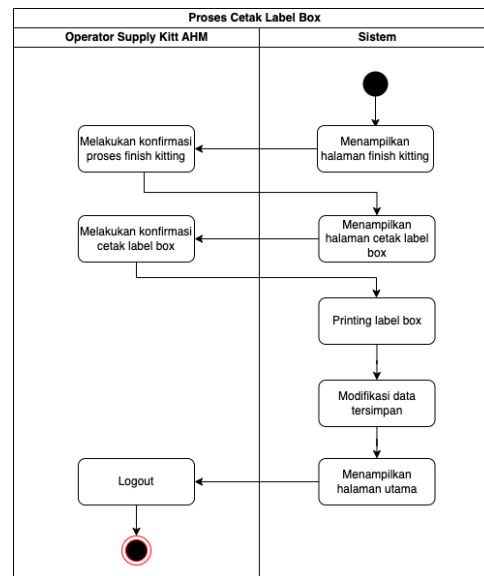 Proses Cetak Label Box
Operator Supply Kitt AHM
Sistem
Melakukan konfirmasi
proses finish kitting
Menampilkan
halaman finish kitting
Melakukan konfirmasi
cetak label box
Menampilkan
halaman cetak label
box
Printing label box
Modifikasi data
tersimpan
Logout
Menampilkan
halaman utama